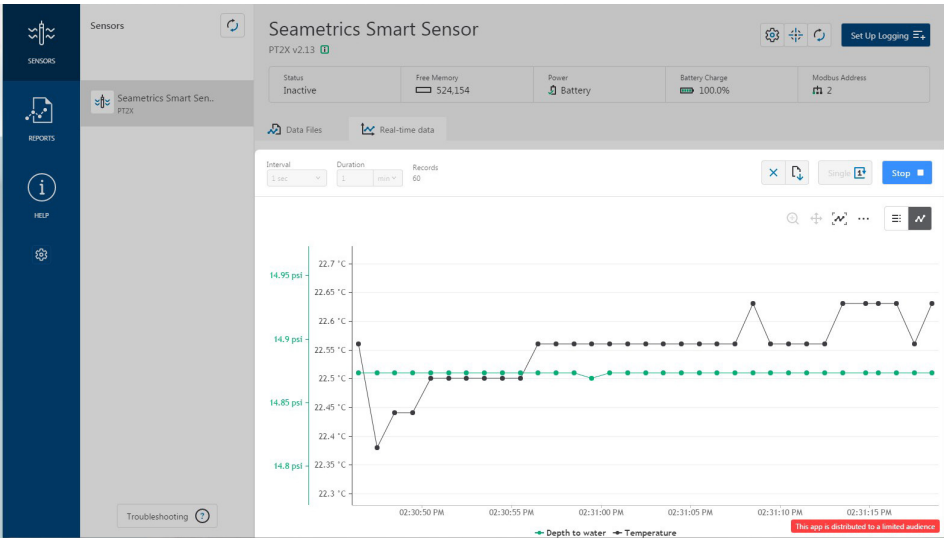 SENSORS
REPORTS
HELP
Sensors
Seametrics Smart Sen..
PT2X
Troubleshooting ?
Seametrics Smart Sensor
PT2X v2.13
Set Up Logging
Status
Inactive
Free Memory
524,154
Power
Battery
Battery Charge
100.0%
Modbus Address
2
Data Files
Real-time data
Interval
1 sec
Duration
1 min
Records
60
Single
Stop
14.95 psi
14.9 psi
14.85 psi
14.8 psi
22.7 °C
22.65 °C
22.6 °C
22.55 °C
22.5 °C
22.45 °C
22.4 °C
22.35 °C
22.3 °C
02:30:50 PM 02:30:55 PM 02:31:00 PM 02:31:05 PM 02:31:10 PM 02:31:15 PM
Depth to water Temperature
This app is distributed to a limited audience